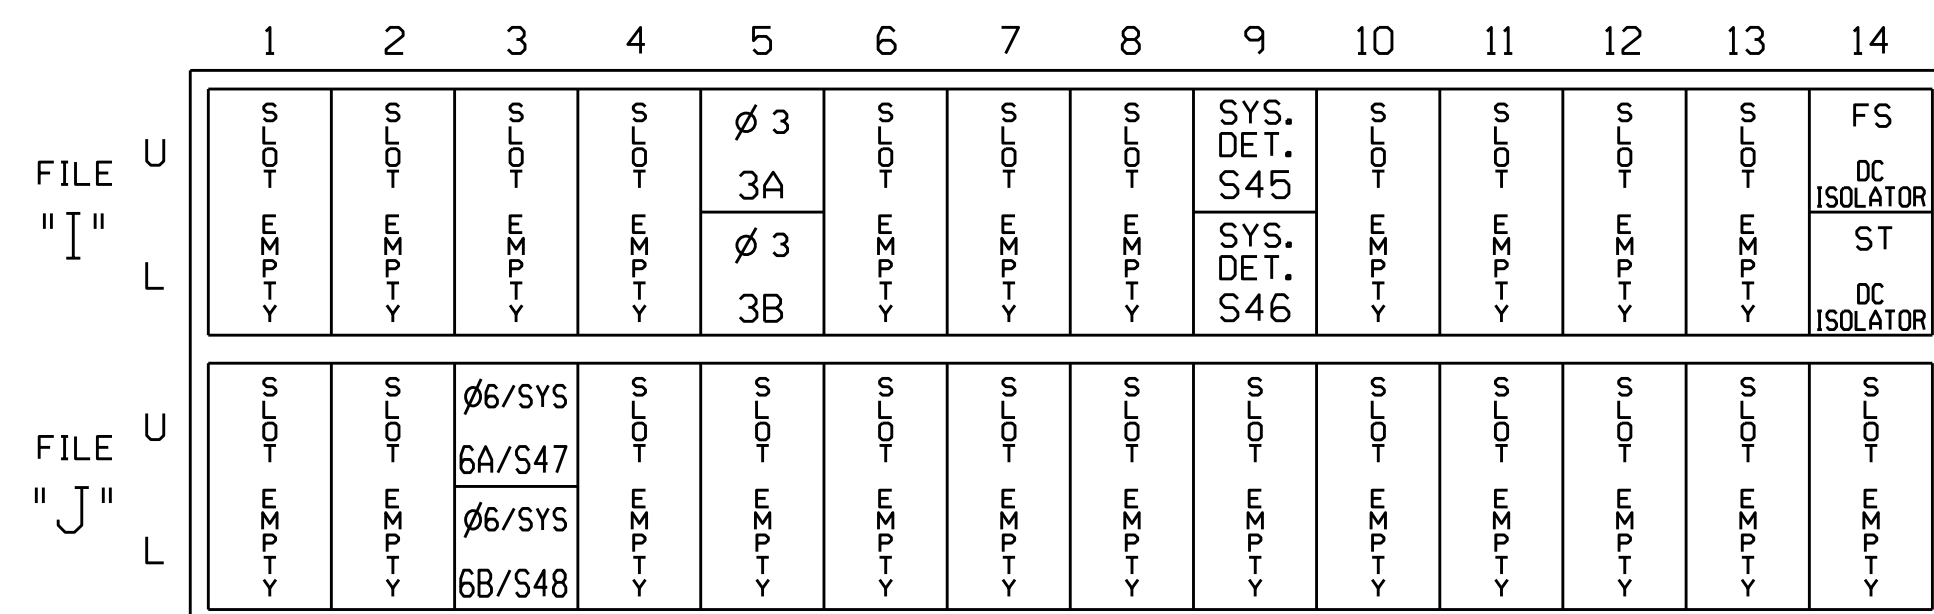 1 2 3 4 5 6 7 8 9 10 11 12 13 14
FILE
"I"
U
L
SLOT EMPTY
SLOT EMPTY
SLOT EMPTY
SLOT EMPTY
Ø 3
3A
Ø 3
3B
SLOT EMPTY
SLOT EMPTY
SLOT EMPTY
SYS.
DET.
S45
SYS.
DET.
S46
SLOT EMPTY
SLOT EMPTY
SLOT EMPTY
SLOT EMPTY
FS
DC
ISOLATOR
ST
DC
ISOLATOR
FILE
"J"
U
L
SLOT EMPTY
SLOT EMPTY
Ø6/SYS
6A/S47
Ø6/SYS
6B/S48
SLOT EMPTY
SLOT EMPTY
SLOT EMPTY
SLOT EMPTY
SLOT EMPTY
SLOT EMPTY
SLOT EMPTY
SLOT EMPTY
SLOT EMPTY
SLOT EMPTY
SLOT EMPTY